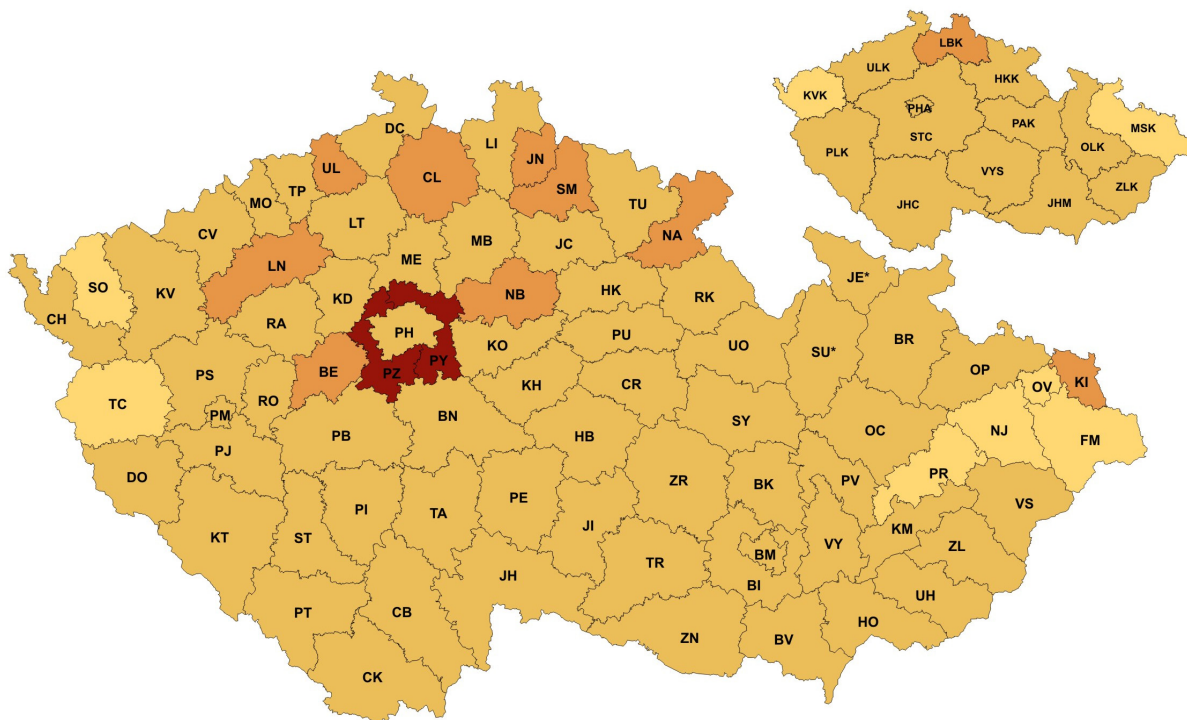 LBK
ULK
HKK
KVK
PHA
MSK
STC
PAK
OLK
PLK
VYS
ZLK
JHC
JHM
DC
LI
UL
JN
CL
TP
SM
MO
TU
CV
LT
MB
JC
NA
ME
LN
JE*
SO
KV
KD
NB
HK
RK
CH
RA
PH
PU
BR
KO
UO
SU*
PY
OP
BE
PZ
PS
KH
CR
OV
KI
TC
RO
PM
BN
SY
OC
NJ
FM
PB
HB
PJ
DO
PR
ZR
BK
PV
PE
VS
PI
TA
JI
KM
KT
ST
VY
ZL
BM
TR
JH
BI
UH
PT
CB
HO
ZN
BV
CK